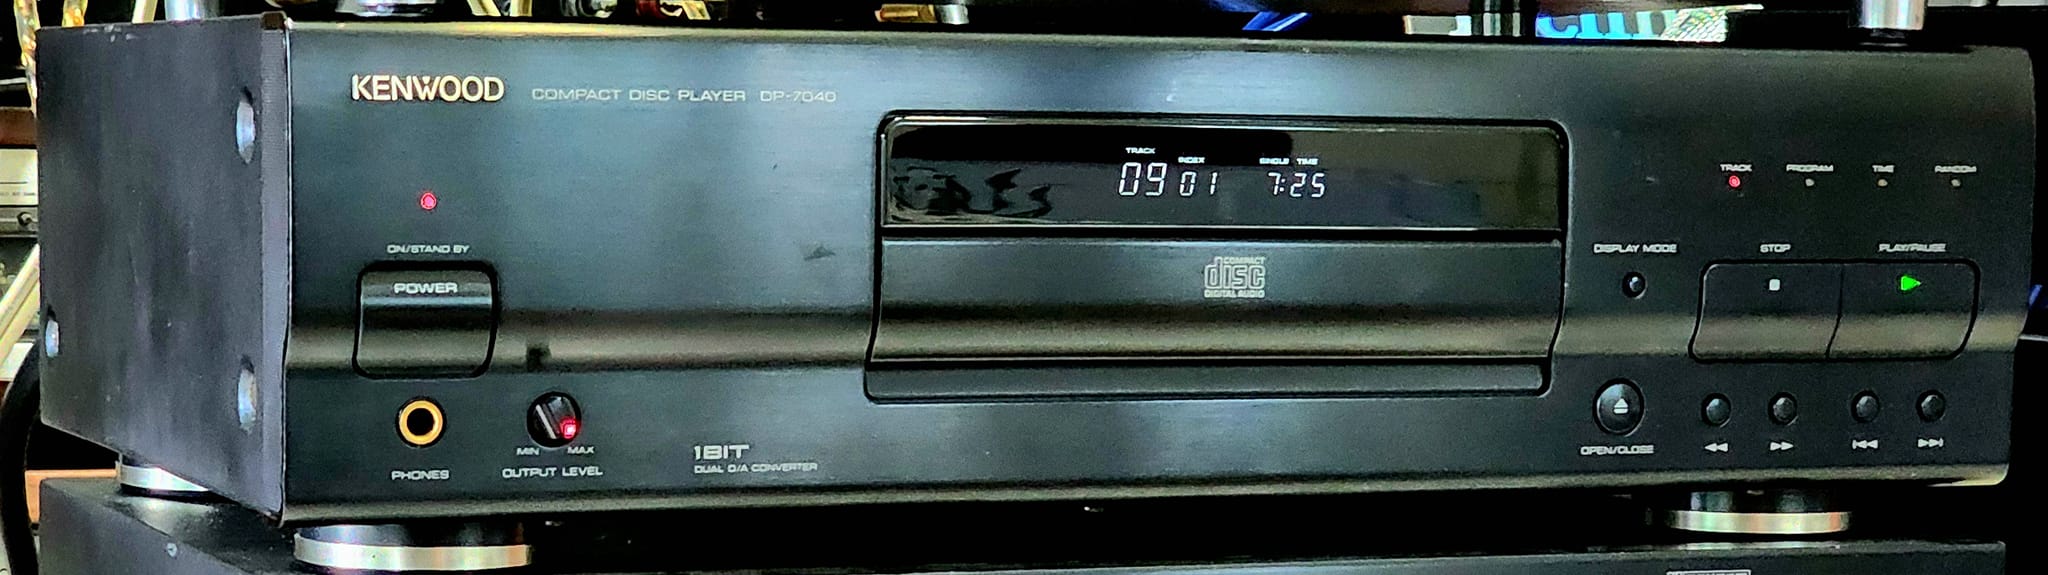 KENWOOD COMPACT DISC PLAYER DP-7040
TRACK INDEX SINGLE TIME
09 01 7:25
TRACK PROGRAM TIME RANDOM
ON/STAND BY
POWER
COMPACT
disc
DIGITAL AUDIO
DISPLAY MODE STOP PLAY/PAUSE
MIN MAX
PHONES OUTPUT LEVEL
1BIT
DUAL D/A CONVERTER
OPEN/CLOSE